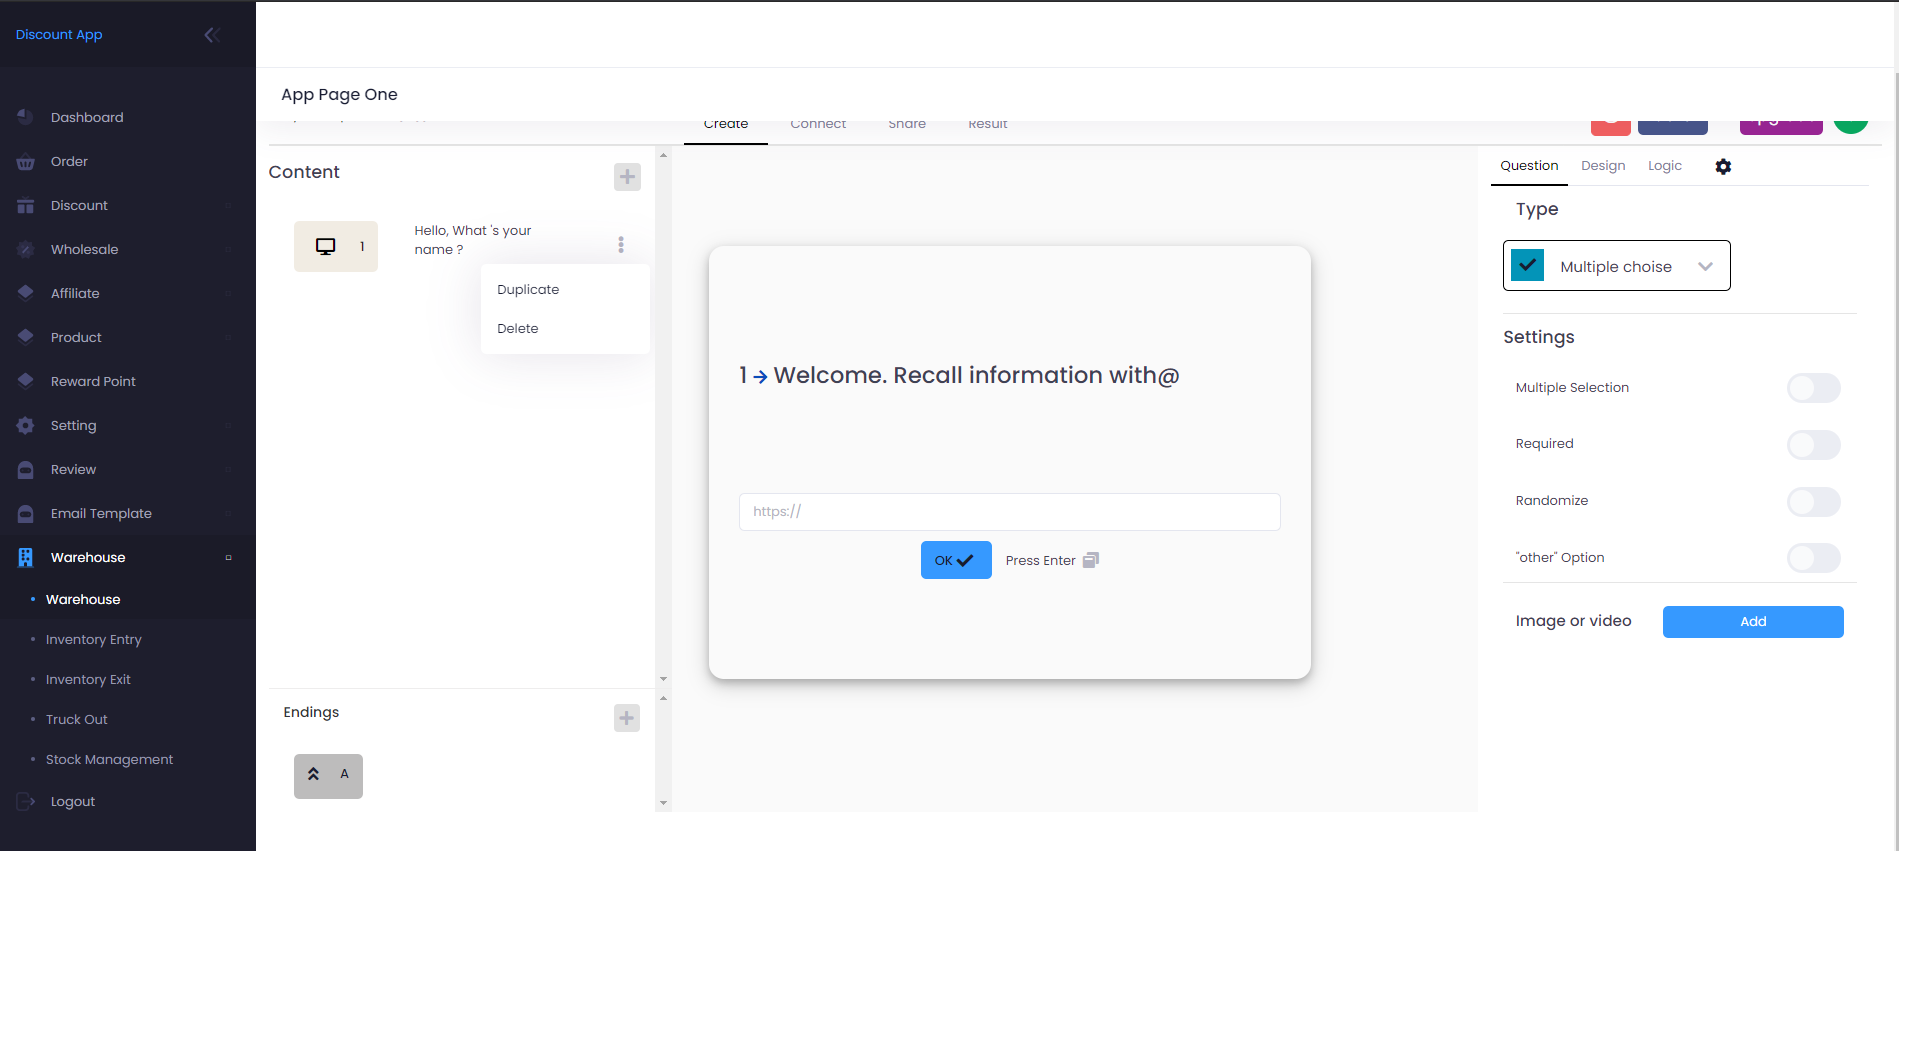 Discount App
Dashboard
Order
Discount
Wholesale
Affiliate
Product
Reward Point
Setting
Review
Email Template
Warehouse
Warehouse
Inventory Entry
Inventory Exit
Truck Out
Stock Management
Logout
App Page One
Create
Connect
Share
Result
Content
1
Hello, What 's your
name ?
Duplicate
Delete
Endings
A
1 → Welcome. Recall information with@
https://
OK
Press Enter
Question
Design
Logic
Type
Multiple choise
Settings
Multiple Selection
Required
Randomize
"other" Option
Image or video
Add